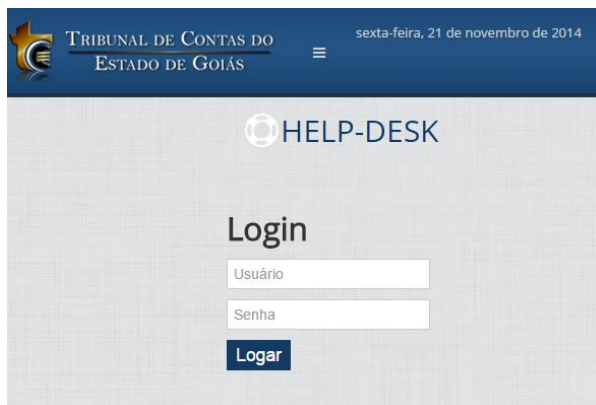 TRIBUNAL DE CONTAS DO
ESTADO DE GOIÁS
sexta-feira, 21 de novembro de 2014
HELP-DESK
Login
Usuário
Senha
Logar